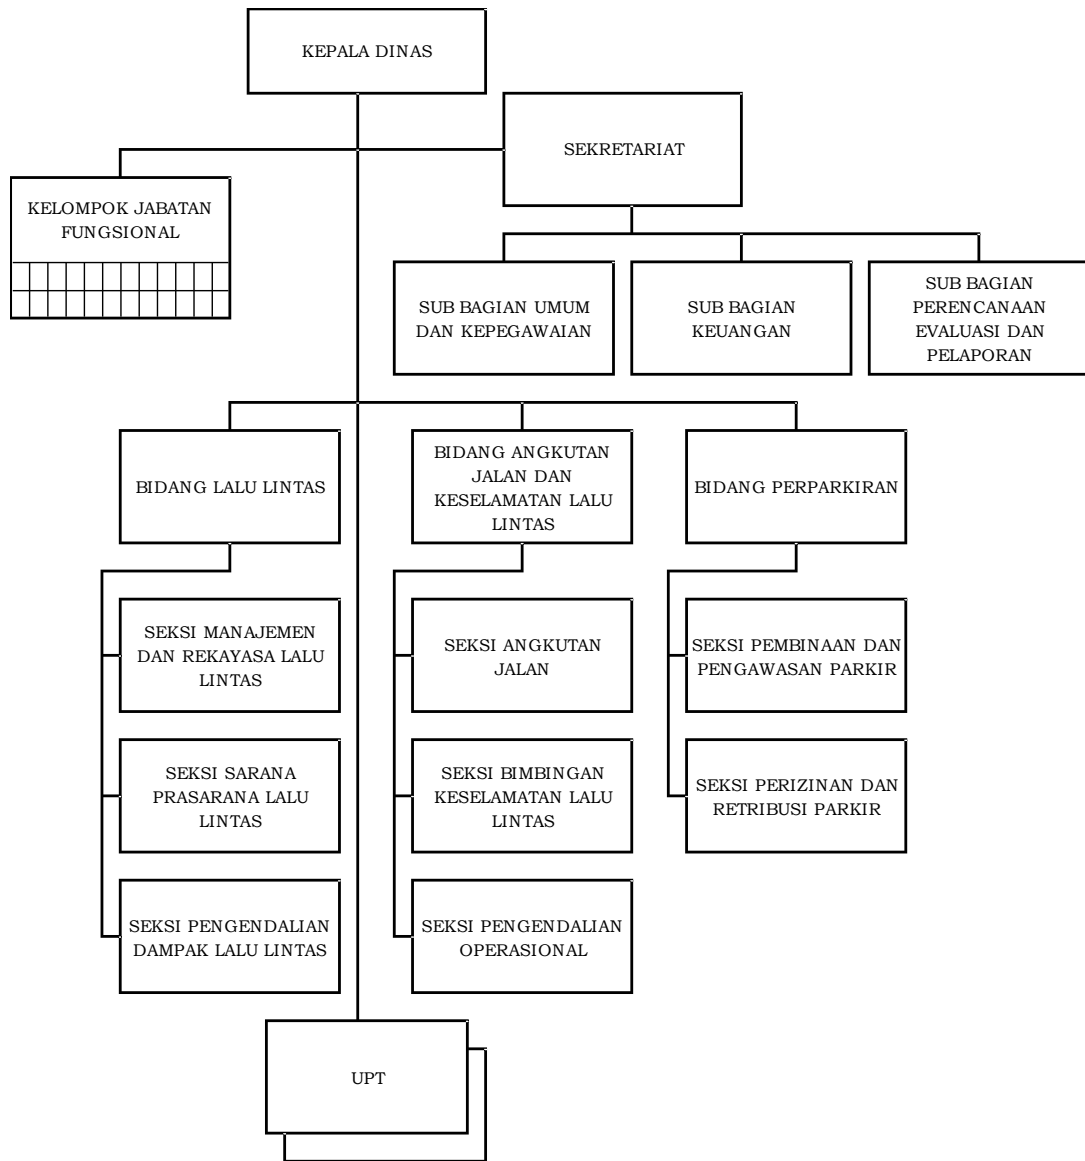 KEPALA DINAS
SEKRETARIAT
KELOMPOK JABATAN
FUNGSIONAL
SUB BAGIAN UMUM
DAN KEPEGAWAIAN
SUB BAGIAN
KEUANGAN
SUB BAGIAN
PERENCANAAN
EVALUASI DAN
PELAPORAN
BIDANG LALU LINTAS
BIDANG ANGKUTAN
JALAN DAN
KESELAMATAN LALU
LINTAS
BIDANG PERPARKIRAN
SEKSI MANAJEMEN
DAN REKAYASA LALU
LINTAS
SEKSI ANGKUTAN
JALAN
SEKSI PEMBINAAN DAN
PENGAWASAN PARKIR
SEKSI SARANA
PRASARANA LALU
LINTAS
SEKSI BIMBINGAN
KESELAMATAN LALU
LINTAS
SEKSI PERIZINAN DAN
RETRIBUSI PARKIR
SEKSI PENGENDALIAN
DAMPAK LALU LINTAS
SEKSI PENGENDALIAN
OPERASIONAL
UPT